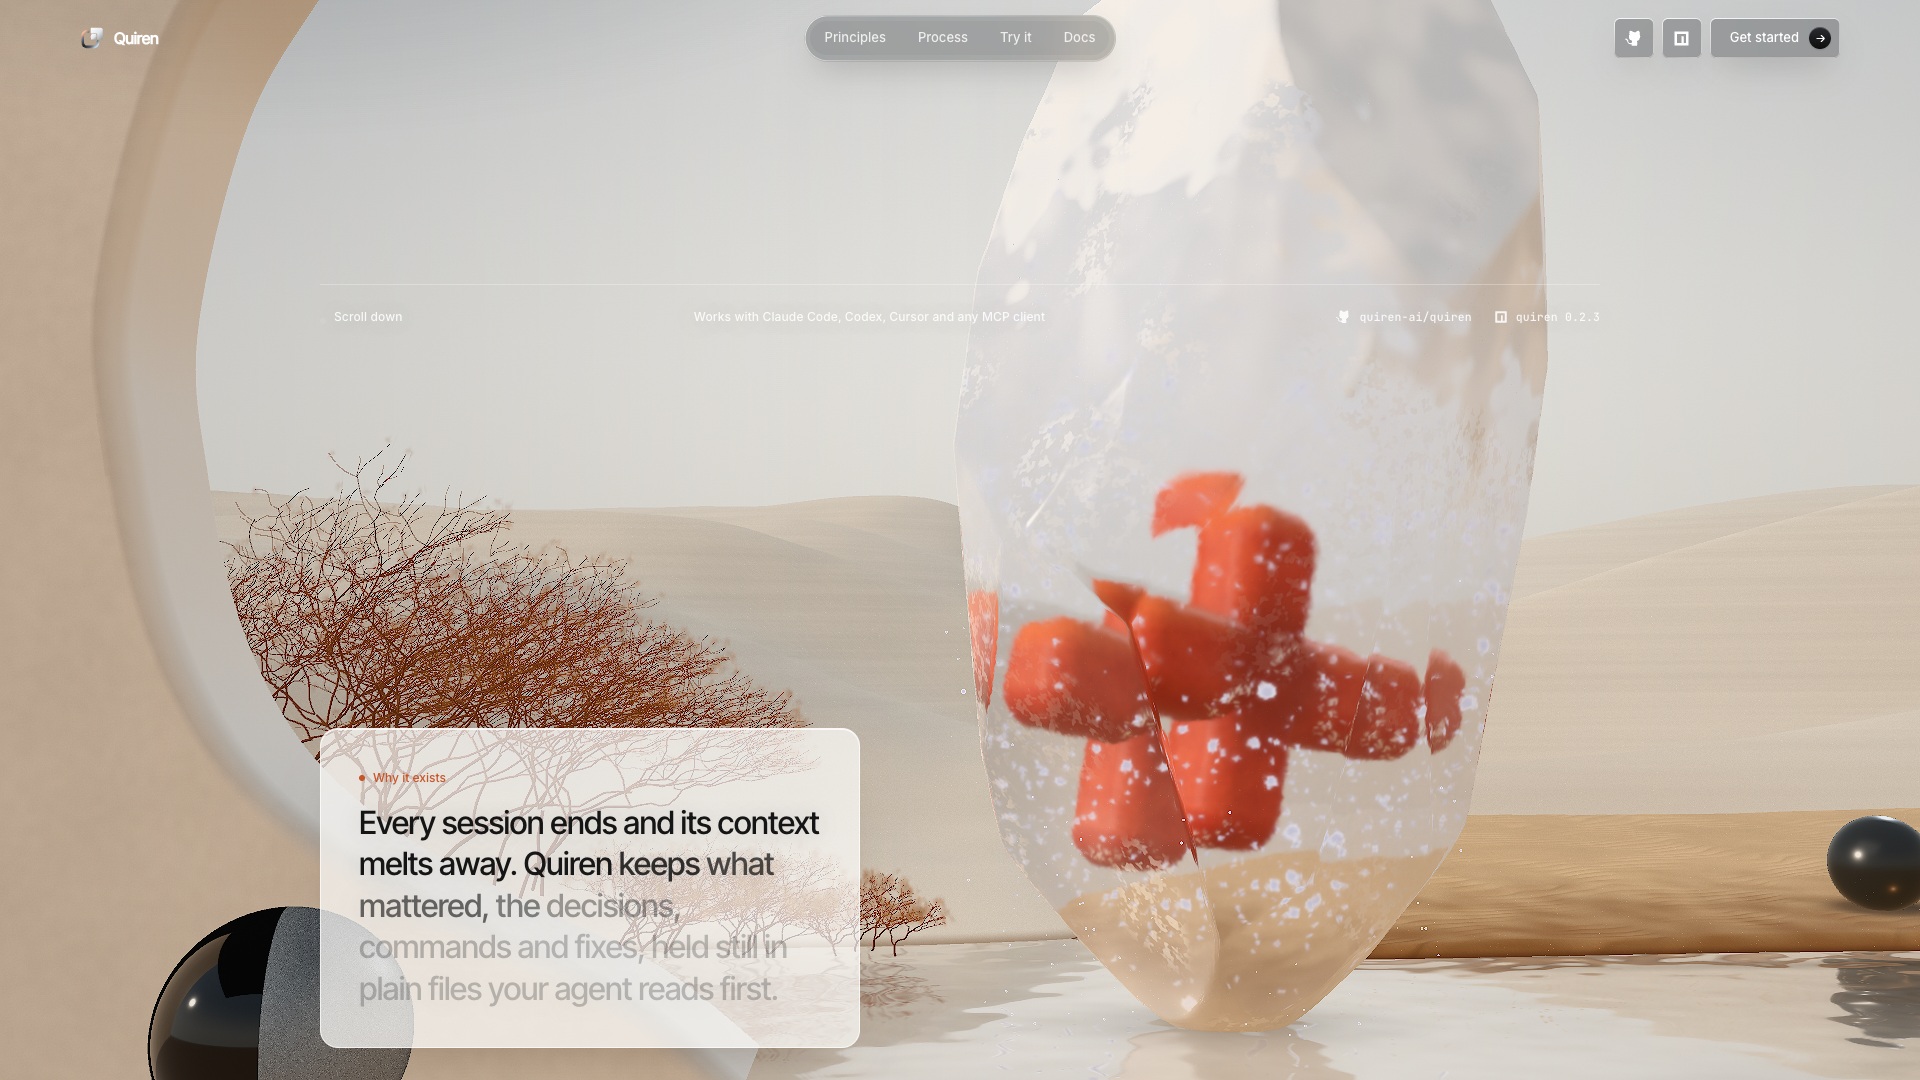 Quiren
Principles
Process
Try it
Docs
Get started
Scroll down
Works with Claude Code, Codex, Cursor and any MCP client
quiren-ai/quiren
quiren 0.2.3
Why it exists
Every session ends and its context
melts away. Quiren keeps what
mattered, the decisions,
commands and fixes, held still in
plain files your agent reads first.